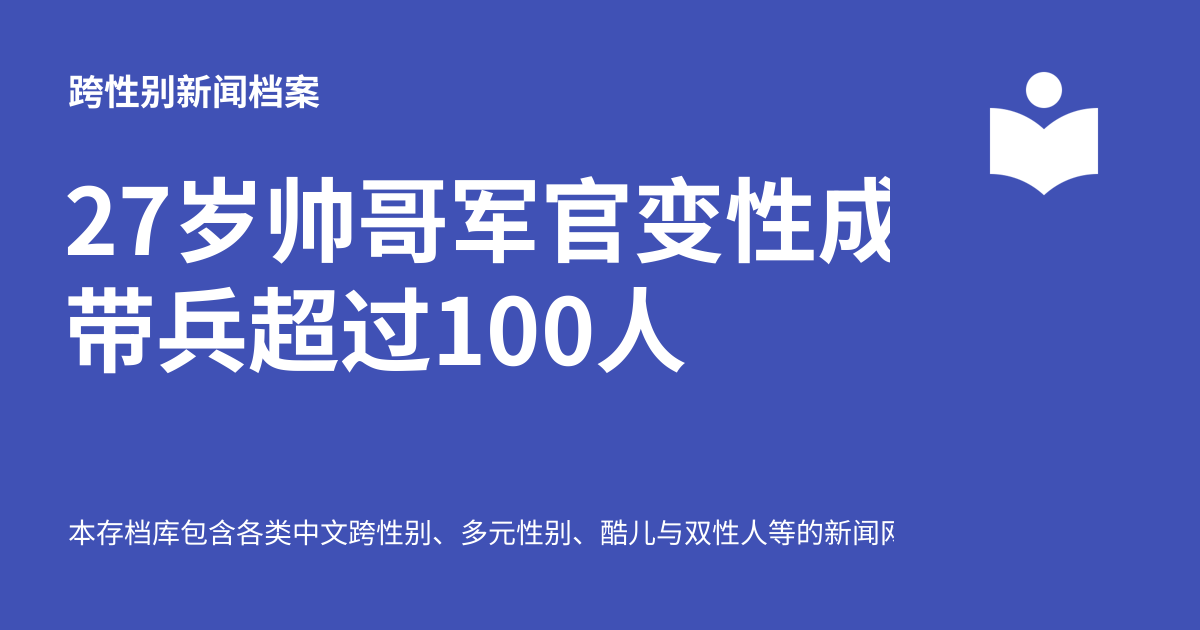 跨性别新闻档案
27岁帅哥军官变性成
带兵超过100人
本存档库包含各类中文跨性别、多元性别、酷儿与双性人等的新闻网